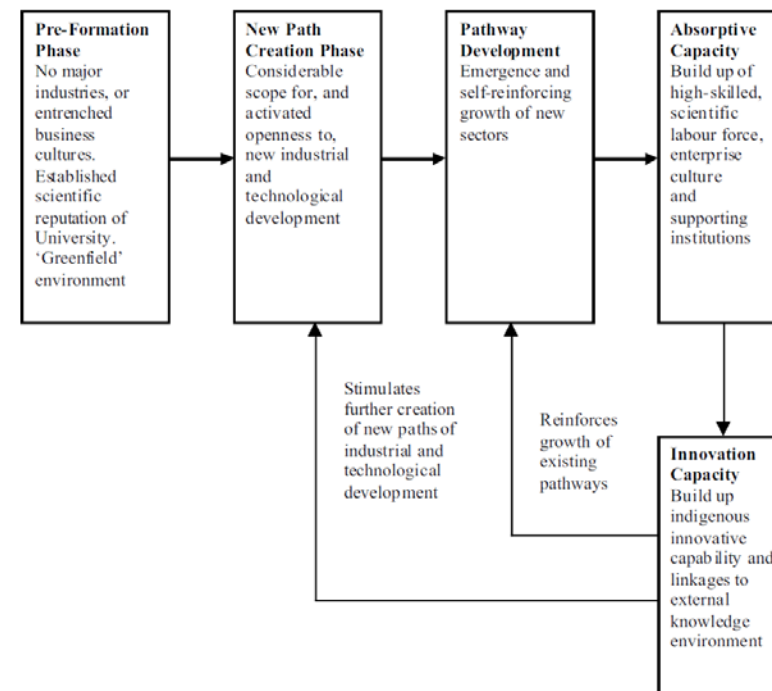 Pre-Formation
Phase
No major
industries, or
entrenched
business
cultures.
Established
scientific
reputation of
University.
‘Greenfield’
environment
New Path
Creation Phase
Considerable
scope for, and
activated
openness to,
new industrial
and
technological
development
Pathway
Development
Emergence and
self-reinforcing
growth of new
sectors
Absorptive
Capacity
Build up of
high-skilled,
scientific
labour force,
enterprise
culture
and
supporting
institutions
Stimulates
further creation
of new paths of
industrial and
technological
development
Reinforces
growth of
existing
pathways
Innovation
Capacity
Build up
indigenous
innovative
capability and
linkages to
external
knowledge
environment